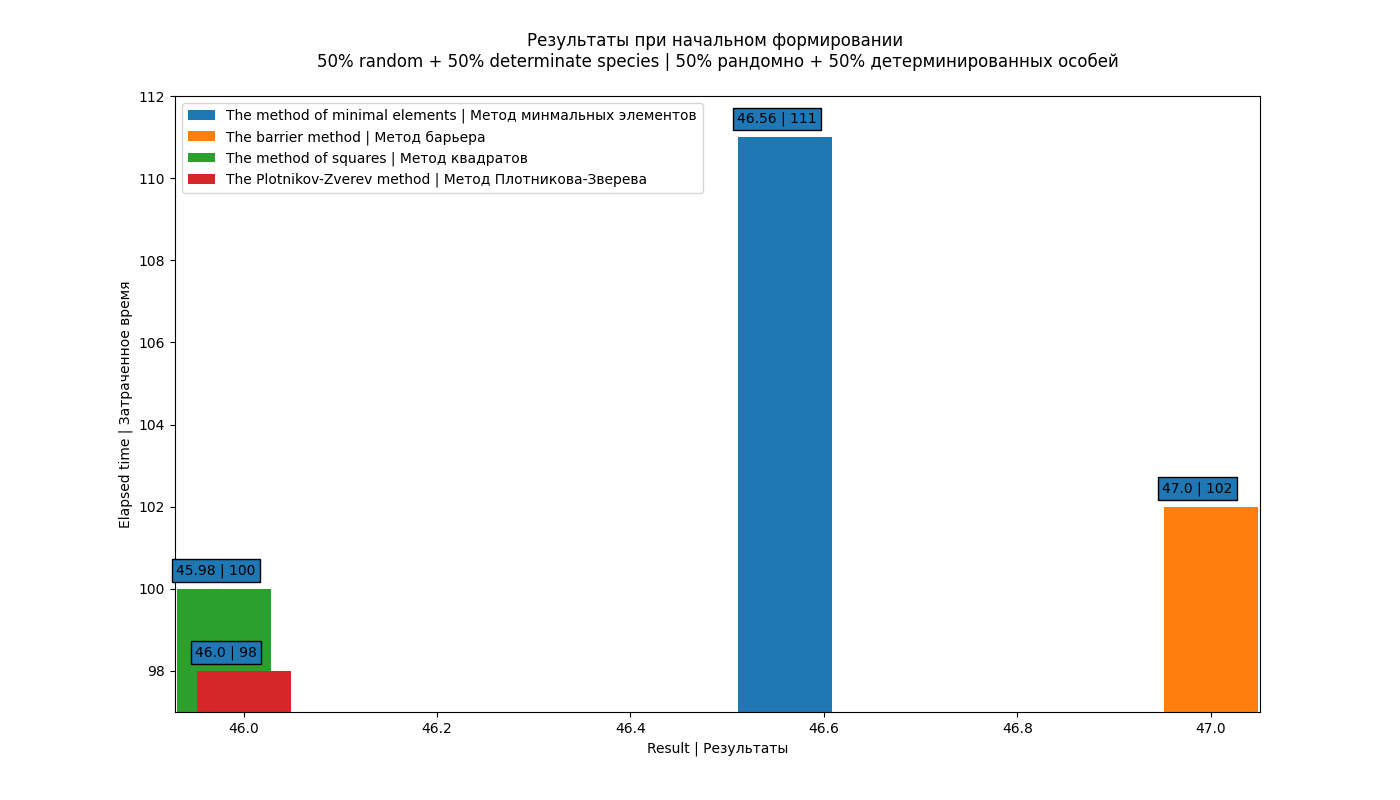 Результаты при начальном формировании
50% random + 50% determinate species | 50% рандомно + 50% детерминированных особей
The method of minimal elements | Метод минмальных элементов
The barrier method | Метод барьера
The method of squares | Метод квадратов
The Plotnikov-Zverev method | Метод Плотникова-Зверева
46.56 | 111
47.0 | 102
45.98 | 100
46.0 | 98
112
110
108
106
104
102
100
98
Elapsed time | Затраченное время
46.0
46.2
46.4
46.6
46.8
47.0
Result | Результаты